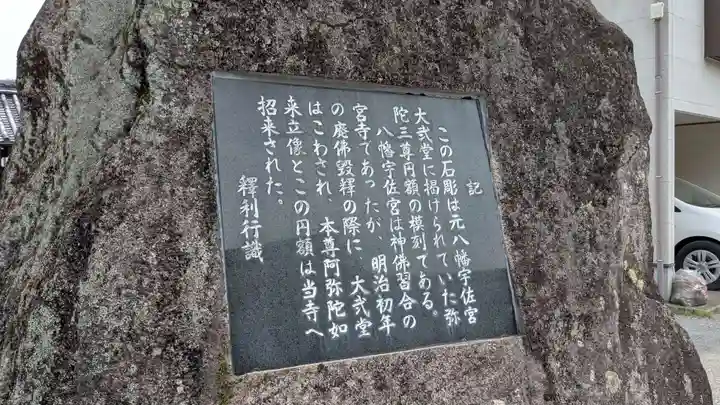 記
この石彫は元八幡宇佐宮
大弐堂に掲げられていた弥
陀三尊円額の模刻である。
八幡宇佐宮は神佛習合の
宮寺であったが、明治初年
の廃佛毀釋の際に、大弐堂
はこわされ、本尊阿弥陀如
来立像とこの円額は当寺へ
招来された。
釋利行識